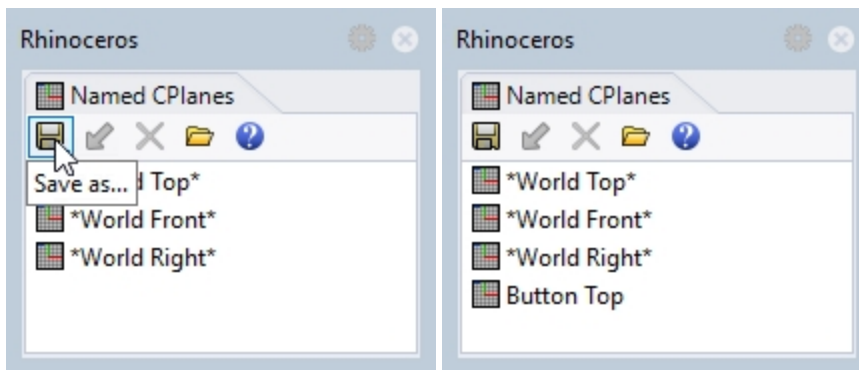 Rhinoceros
Named CPlanes
Save as...
d Top*
*World Front*
*World Right*
Rhinoceros
Named CPlanes
*World Top*
*World Front*
*World Right*
Button Top